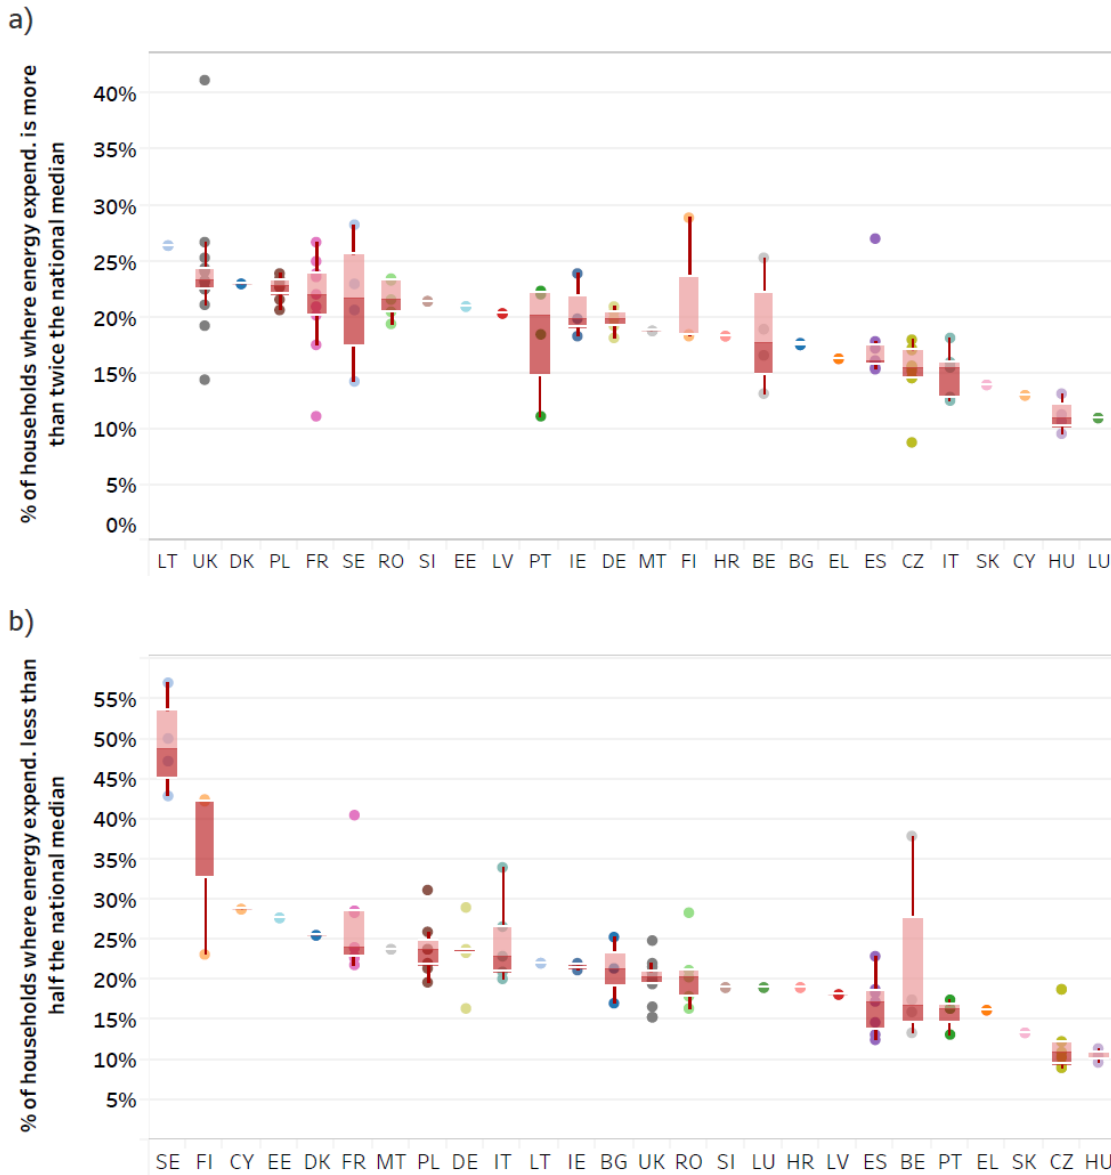 a)
% of households where energy expend. is more
than twice the national median
40%
35%
30%
25%
20%
15%
10%
5%
0%
LT UK DK PL FR SE RO SI EE LV PT IE DE MT FI HR BE BG EL ES CZ IT SK CY HU LU
b)
% of households where energy expend. less than
half the national median
55%
50%
45%
40%
35%
30%
25%
20%
15%
10%
5%
SE FI CY EE DK FR MT PL DE IT LT IE BG UK RO SI LU HR LV ES BE PT EL SK CZ HU